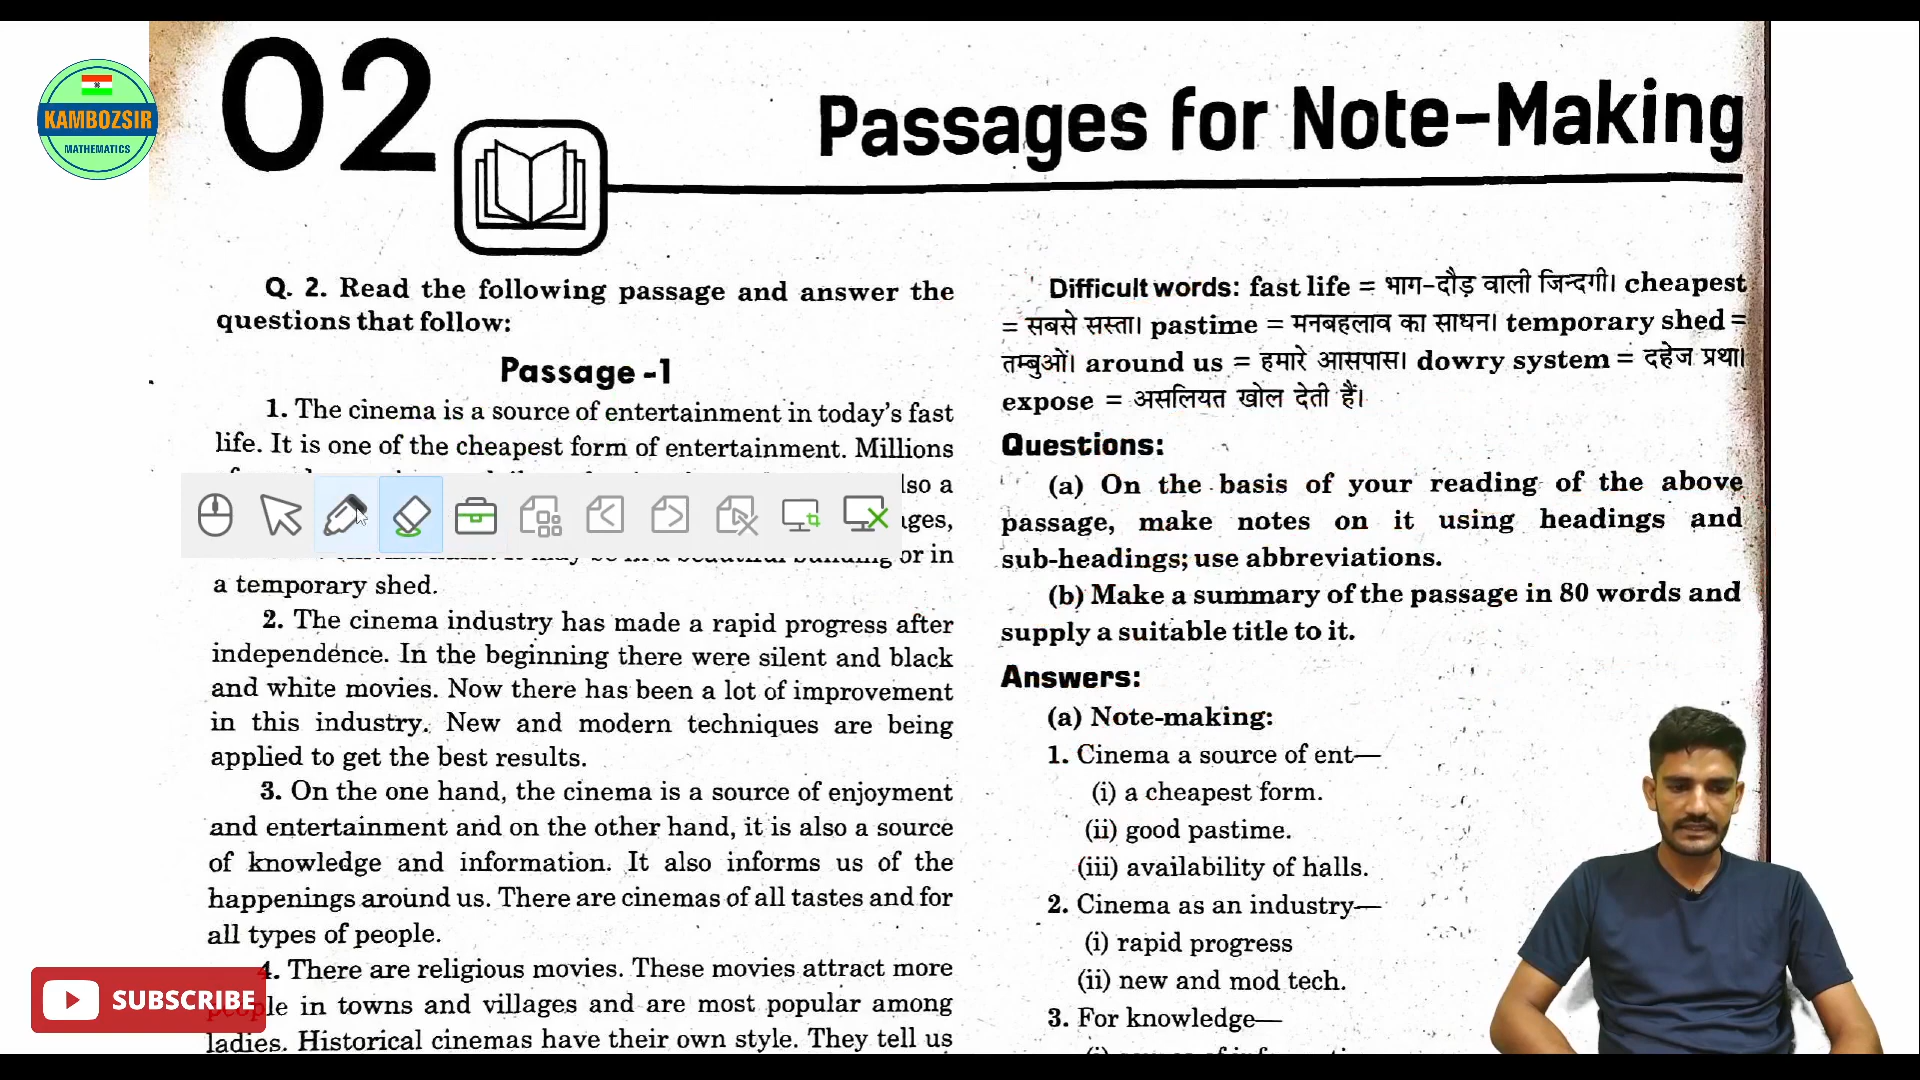 KAMBOZSIR
MATHEMATICS
02
Passages for Note-Making
Q. 2. Read the following passage and answer the
questions that follow:
Passage -1
1. The cinema is a source of entertainment in today's fast
life. It is one of the cheapest form of entertainment. Millions
lso a
ges,
or in
a temporary shed.
2. The cinema industry has made a rapid progress after
independence. In the beginning there were silent and black
and white movies. Now there has been a lot of improvement
in this industry. New and modern techniques are being
applied to get the best results.
3. On the one hand, the cinema is a source of enjoyment
and entertainment and on the other hand, it is also a source
of knowledge and information. It also informs us of the
happenings around us. There are cinemas of all tastes and for
all types of people.
4. There are religious movies. These movies attract more
people in towns and villages and are most popular among
ladies. Historical cinemas have their own style. They tell us
Difficult words: fast life = भाग-दौड़ वाली जिन्दगी। cheapest
= सबसे सस्ता। pastime = मनबहलाव का साधन। temporary shed =
तम्बुओं। around us = हमारे आसपास। dowry system = दहेज प्रथा।
expose = असलियत खोल देती हैं।
Questions:
(a) On the basis of your reading of the above
passage, make notes on it using headings and
sub-headings; use abbreviations.
(b) Make a summary of the passage in 80 words and
supply a suitable title to it.
Answers:
(a) Note-making:
1. Cinema a source of ent—
(i) a cheapest form.
(ii) good pastime.
(iii) availability of halls.
2. Cinema as an industry—
(i) rapid progress
(ii) new and mod tech.
3. For knowledge—
SUBSCRIBE